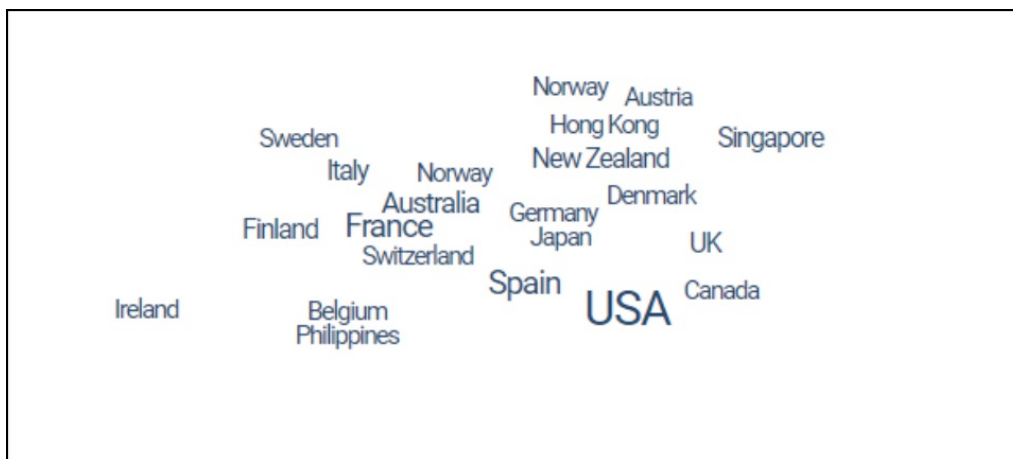 Norway
Austria
Hong Kong
Sweden
Singapore
New Zealand
Italy
Norway
Denmark
Australia
Germany
France
Finland
Japan
UK
Switzerland
Spain
Canada
USA
Ireland
Belgium
Philippines